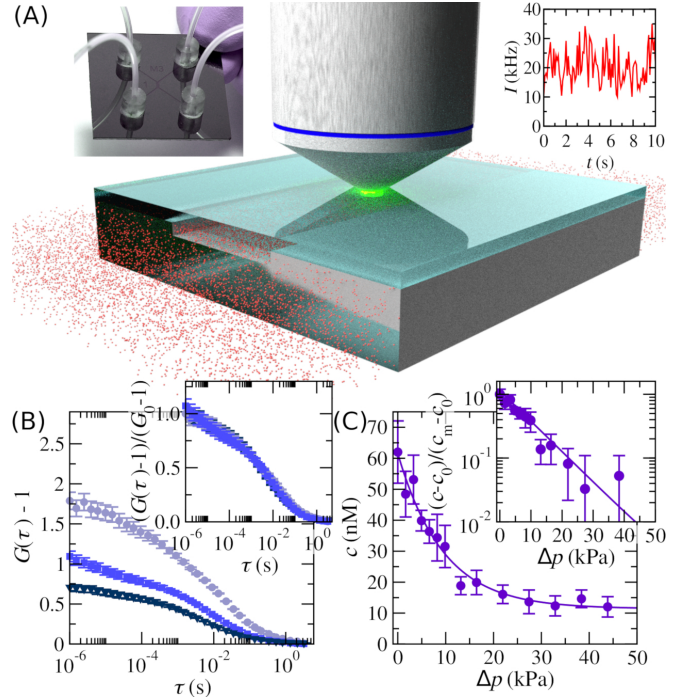 (A)
I (kHz)
40
30
20
10
0
0 2 4 6 8 10
t (s)
(B)
G(τ) - 1
2.5
2
1.5
1
0.5
0
10⁻⁶ 10⁻⁴ 10⁻² 10⁰
τ (s)
(G(τ)-1)/(G₀-1)
1.0
0.5
0.0
10⁻⁶ 10⁻⁴ 10⁻² 10⁰
τ (s)
(C)
c (nM)
70
60
50
40
30
20
10
0
0 10 20 30 40 50
Δp (kPa)
(c-c₀)/(cₘ-c₀)
10⁰
10⁻¹
10⁻²
0 10 20 30 40 50
Δp (kPa)